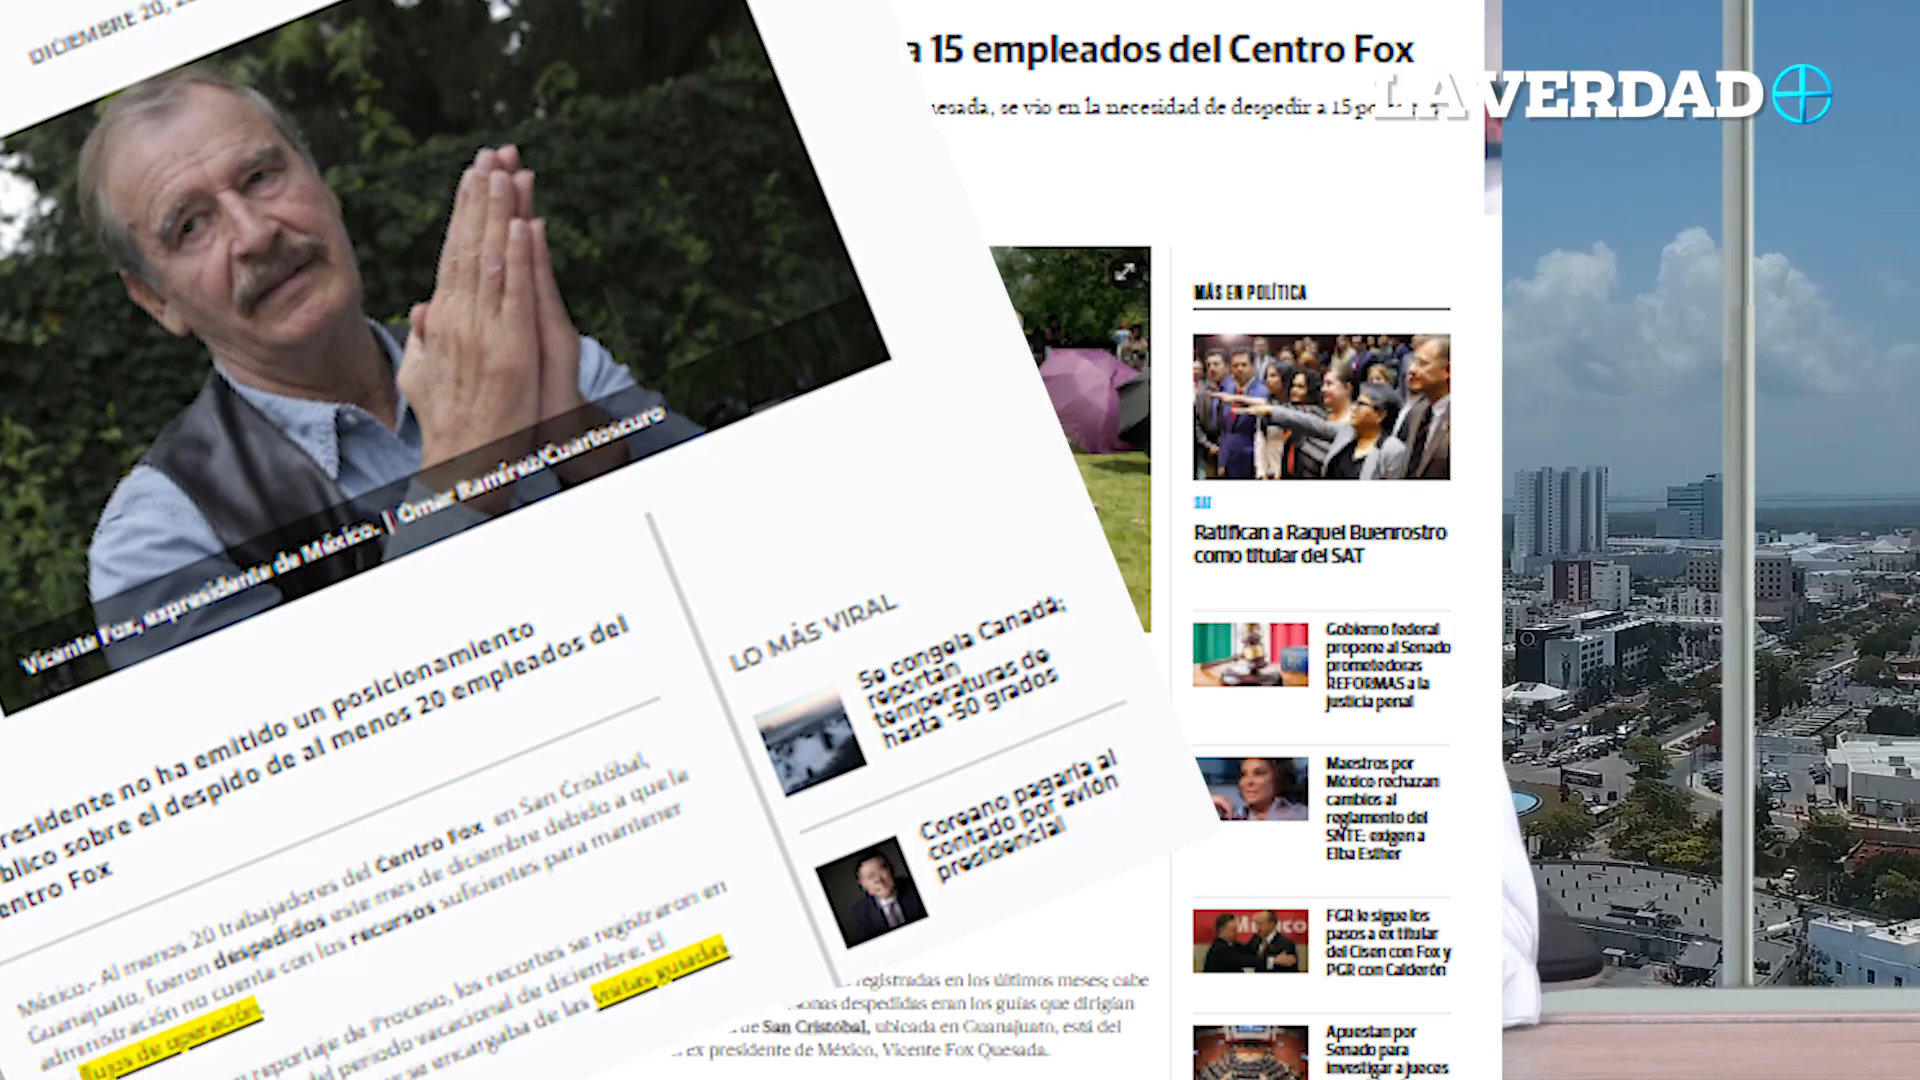 DICIEMBRE 20,
Vicente Fox, expresidente de México. | Omar Ramírez/Cuartoscuro
residente no ha emitido un posicionamiento
blico sobre el despido de al menos 20 empleados del
entro Fox
México.- Al menos 20 trabajadores del Centro Fox en San Cristóbal,
Guanajuato, fueron despedidos este mes de diciembre debido a que la
administración no cuenta con los recursos suficientes para mantener
flujos de operación.
reportaje de Proceso, los recortes se registraron en
del periodo vacacional de diciembre. El
se encargaba de las visitas guiadas
LO MÁS VIRAL
Se congela Canadá;
reportan
temperaturas de
hasta -50 grados
Coreano pagaría al
contado por avión
presidencial
a 15 empleados del Centro Fox
uesada, se vio en la necesidad de despedir a 15
LA VERDAD
registradas en los últimos meses; cabe
onas despedidas eran los guías que dirigían
de San Cristóbal, ubicada en Guanajuato, está del
ex presidente de México, Vicente Fox Quesada.
MÁS EN POLÍTICA
SAT
Ratifican a Raquel Buenrostro
como titular del SAT
Gobierno federal
propone al Senado
prometedoras
REFORMAS a la
justicia penal
Maestros por
México rechazan
cambios al
reglamento del
SNTE; exigen a
Elba Esther
FGR le sigue los
pasos a ex titular
del Cisen con Fox y
PGR con Calderón
Apuestan por
Senado para
investigar a jueces